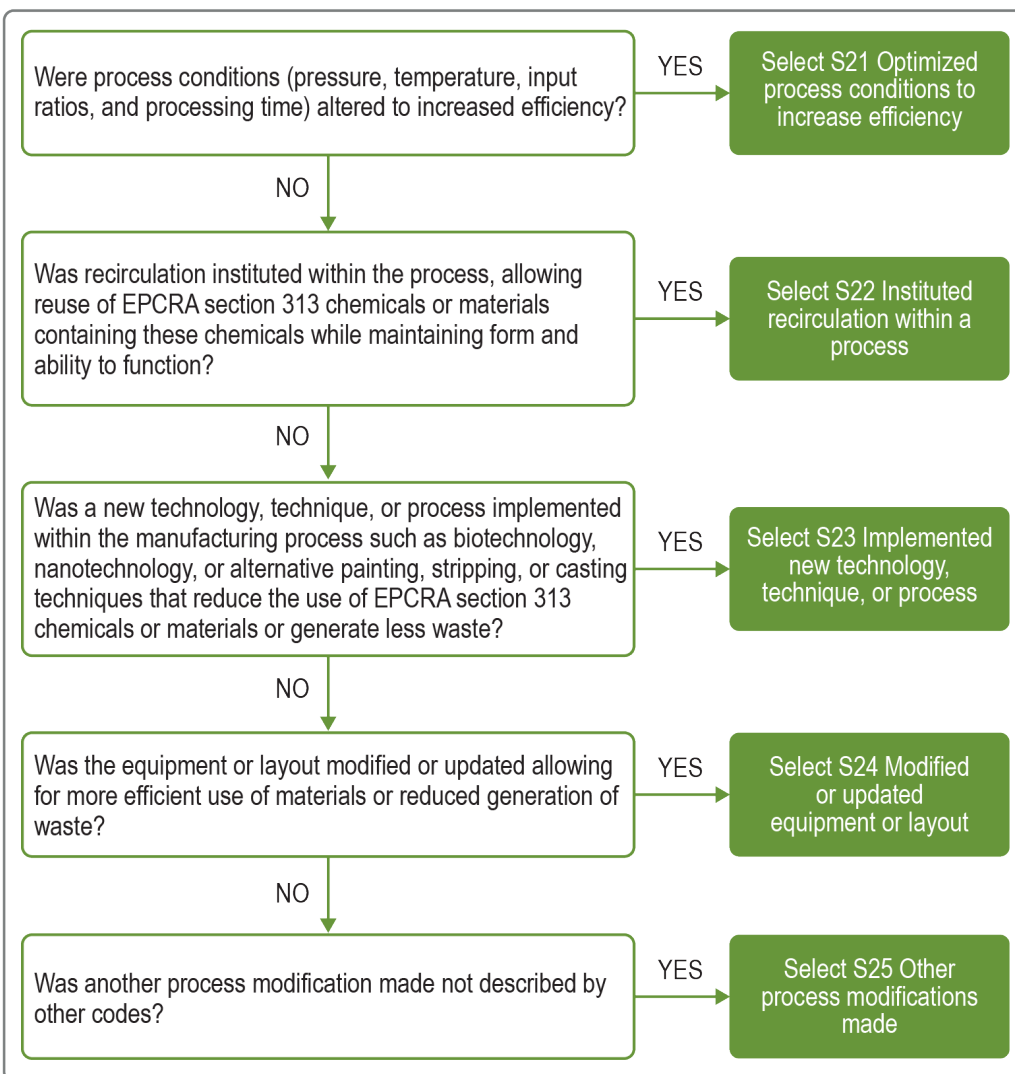 Were process conditions (pressure, temperature, input
ratios, and processing time) altered to increased efficiency?
YES
Select S21 Optimized
process conditions to
increase efficiency
NO
Was recirculation instituted within the process, allowing
reuse of EPCRA section 313 chemicals or materials
containing these chemicals while maintaining form and
ability to function?
YES
Select S22 Instituted
recirculation within a
process
NO
Was a new technology, technique, or process implemented
within the manufacturing process such as biotechnology,
nanotechnology, or alternative painting, stripping, or casting
techniques that reduce the use of EPCRA section 313
chemicals or materials or generate less waste?
YES
Select S23 Implemented
new technology,
technique, or process
NO
Was the equipment or layout modified or updated allowing
for more efficient use of materials or reduced generation of
waste?
YES
Select S24 Modified
or updated
equipment or layout
NO
Was another process modification made not described by
other codes?
YES
Select S25 Other
process modifications
made